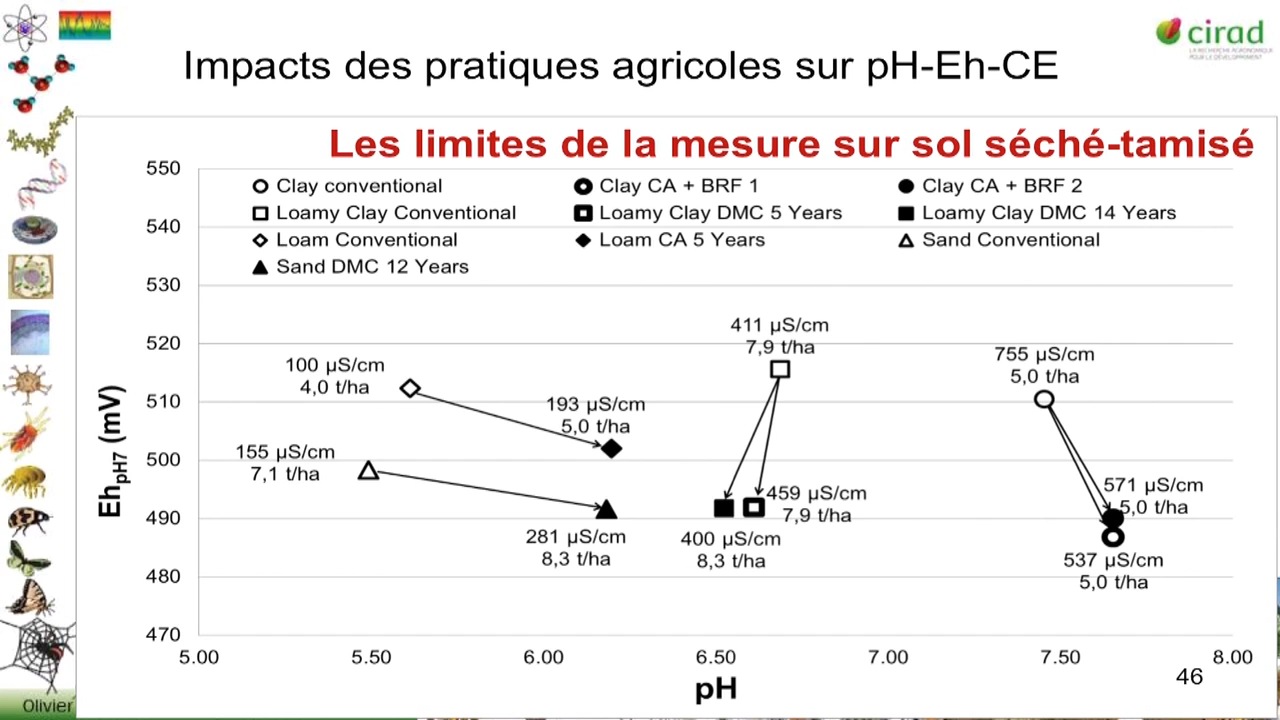 cirad
LA RECHERCHE AGRONOMIQUE
POUR LE DÉVELOPPEMENT
Impacts des pratiques agricoles sur pH-Eh-CE
Les limites de la mesure sur sol séché-tamisé
Clay conventional
Clay CA + BRF 1
Clay CA + BRF 2
Loamy Clay Conventional
Loamy Clay DMC 5 Years
Loamy Clay DMC 14 Years
Loam Conventional
Loam CA 5 Years
Sand Conventional
Sand DMC 12 Years
550
540
530
520
510
500
490
480
470
EhpH7 (mV)
100 µS/cm
4,0 t/ha
193 µS/cm
5,0 t/ha
155 µS/cm
7,1 t/ha
281 µS/cm
8,3 t/ha
411 µS/cm
7,9 t/ha
459 µS/cm
7,9 t/ha
400 µS/cm
8,3 t/ha
755 µS/cm
5,0 t/ha
571 µS/cm
5,0 t/ha
537 µS/cm
5,0 t/ha
5.00
5.50
6.00
6.50
7.00
7.50
8.00
pH
46
Olivier